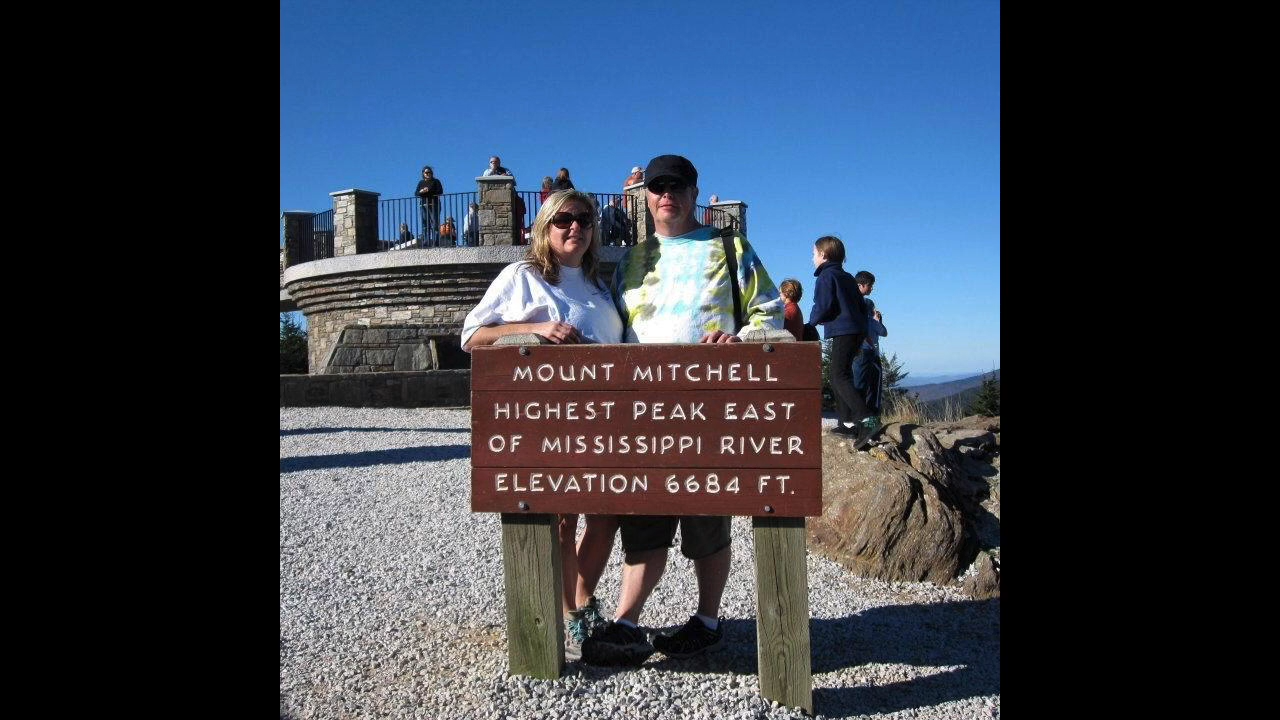 MOUNT MITCHELL
HIGHEST PEAK EAST
OF MISSISSIPPI RIVER
ELEVATION 6684 FT.